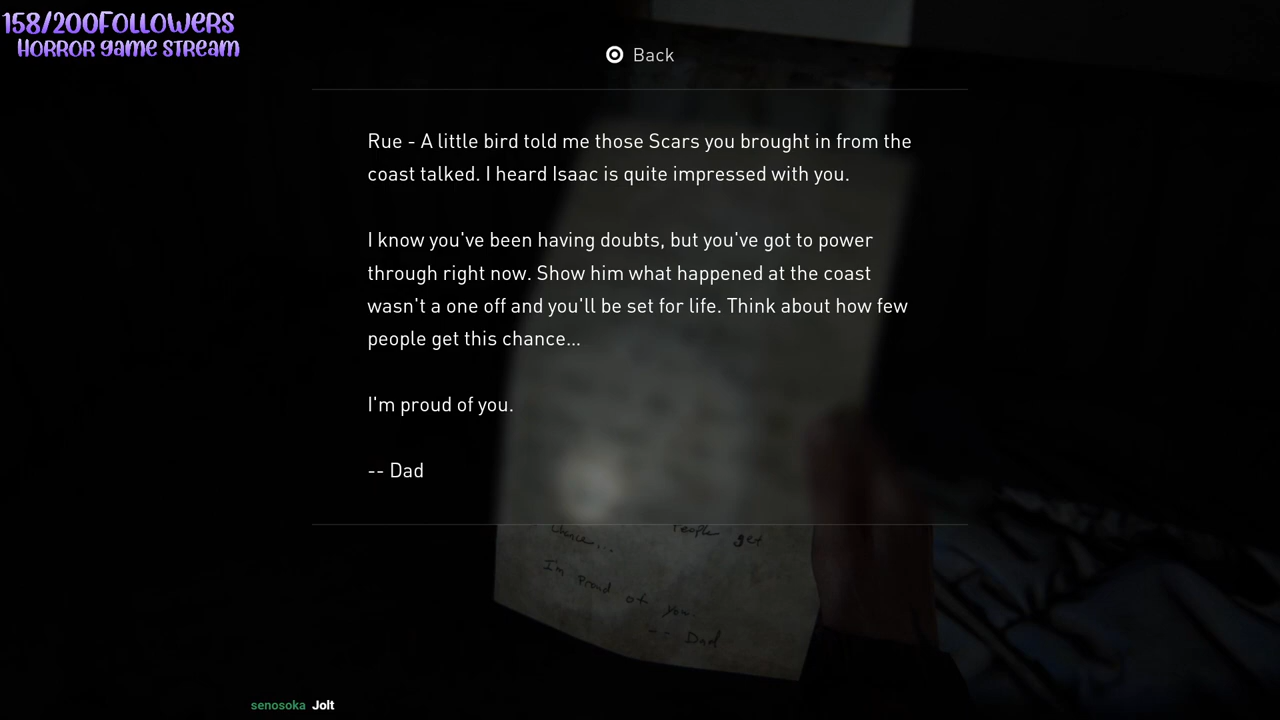 158/200Followers
Horror game stream
Back
Rue - A little bird told me those Scars you brought in from the
coast talked. I heard Isaac is quite impressed with you.
I know you've been having doubts, but you've got to power
through right now. Show him what happened at the coast
wasn't a one off and you'll be set for life. Think about how few
people get this chance...
I'm proud of you.
-- Dad
chance... People get
I'm Proud of you.
-- Dad
senosoka Jolt